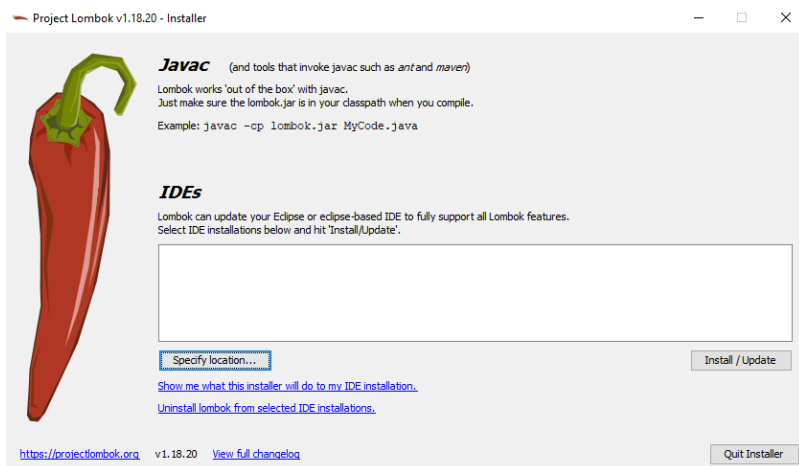 Project Lombok v1.18.20 - Installer
Javac (and tools that invoke javac such as ant and maven)
Lombok works 'out of the box' with javac.
Just make sure the lombok.jar is in your classpath when you compile.
Example: javac -cp lombok.jar MyCode.java
IDEs
Lombok can update your Eclipse or eclipse-based IDE to fully support all Lombok features.
Select IDE installations below and hit 'Install/Update'.
Specify location... Install / Update
Show me what this installer will do to my IDE installation.
Uninstall lombok from selected IDE installations.
https://projectlombok.org v1.18.20 View full changelog Quit Installer